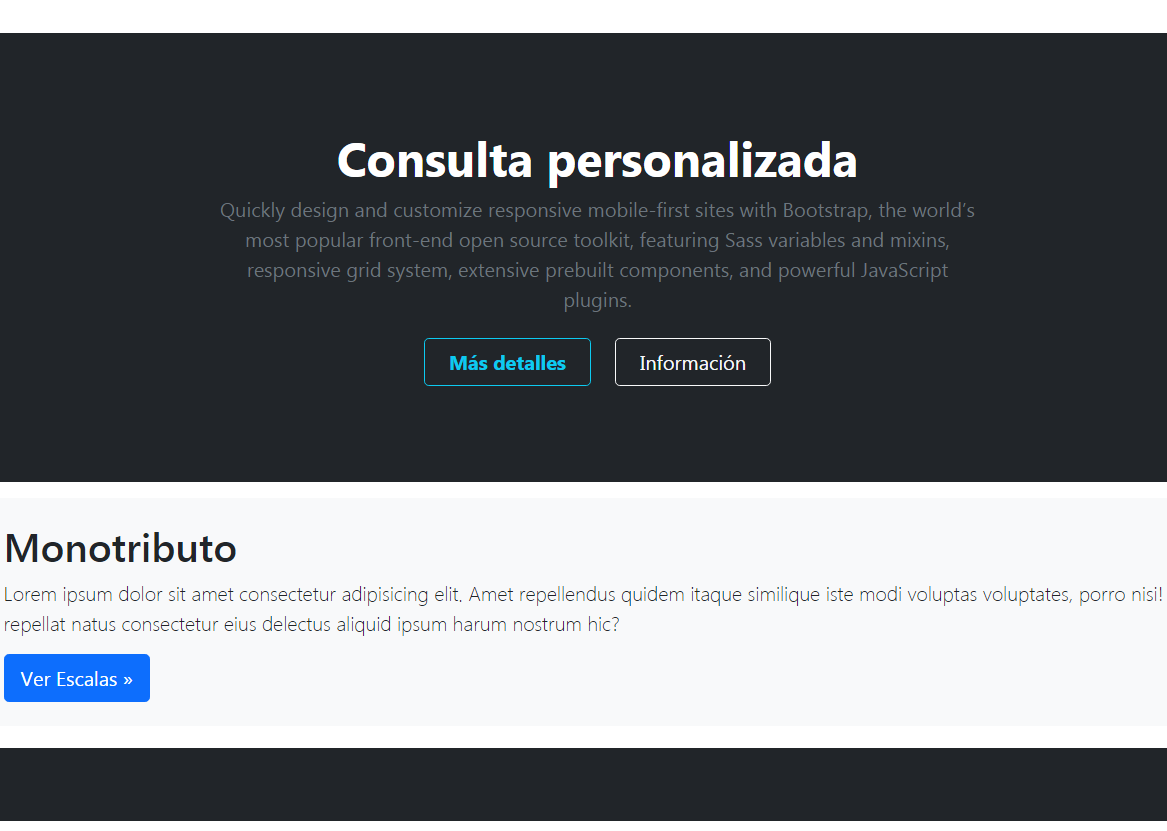 Consulta personalizada
Quickly design and customize responsive mobile-first sites with Bootstrap, the world's
most popular front-end open source toolkit, featuring Sass variables and mixins,
responsive grid system, extensive prebuilt components, and powerful JavaScript
plugins.
Más detalles
Información
Monotributo
Lorem ipsum dolor sit amet consectetur adipisicing elit. Amet repellendus quidem itaque similique iste modi voluptas voluptates, porro nisi!
repellat natus consectetur eius delectus aliquid ipsum harum nostrum hic?
Ver Escalas »